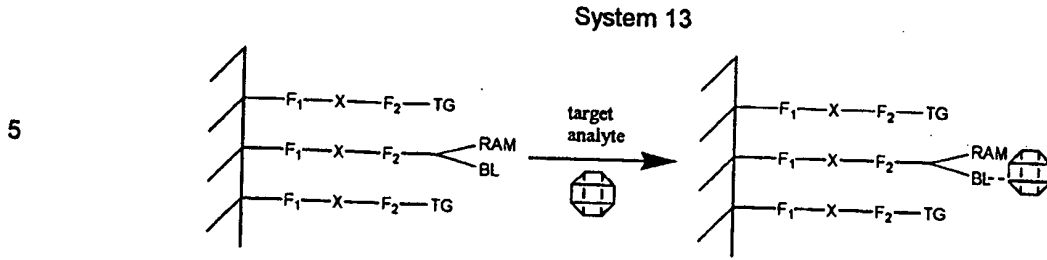 System 13
5
F₁—X—F₂—TG
F₁—X—F₂ RAM BL
F₁—X—F₂—TG
target
analyte
F₁—X—F₂—TG
F₁—X—F₂ RAM BL
F₁—X—F₂—TG